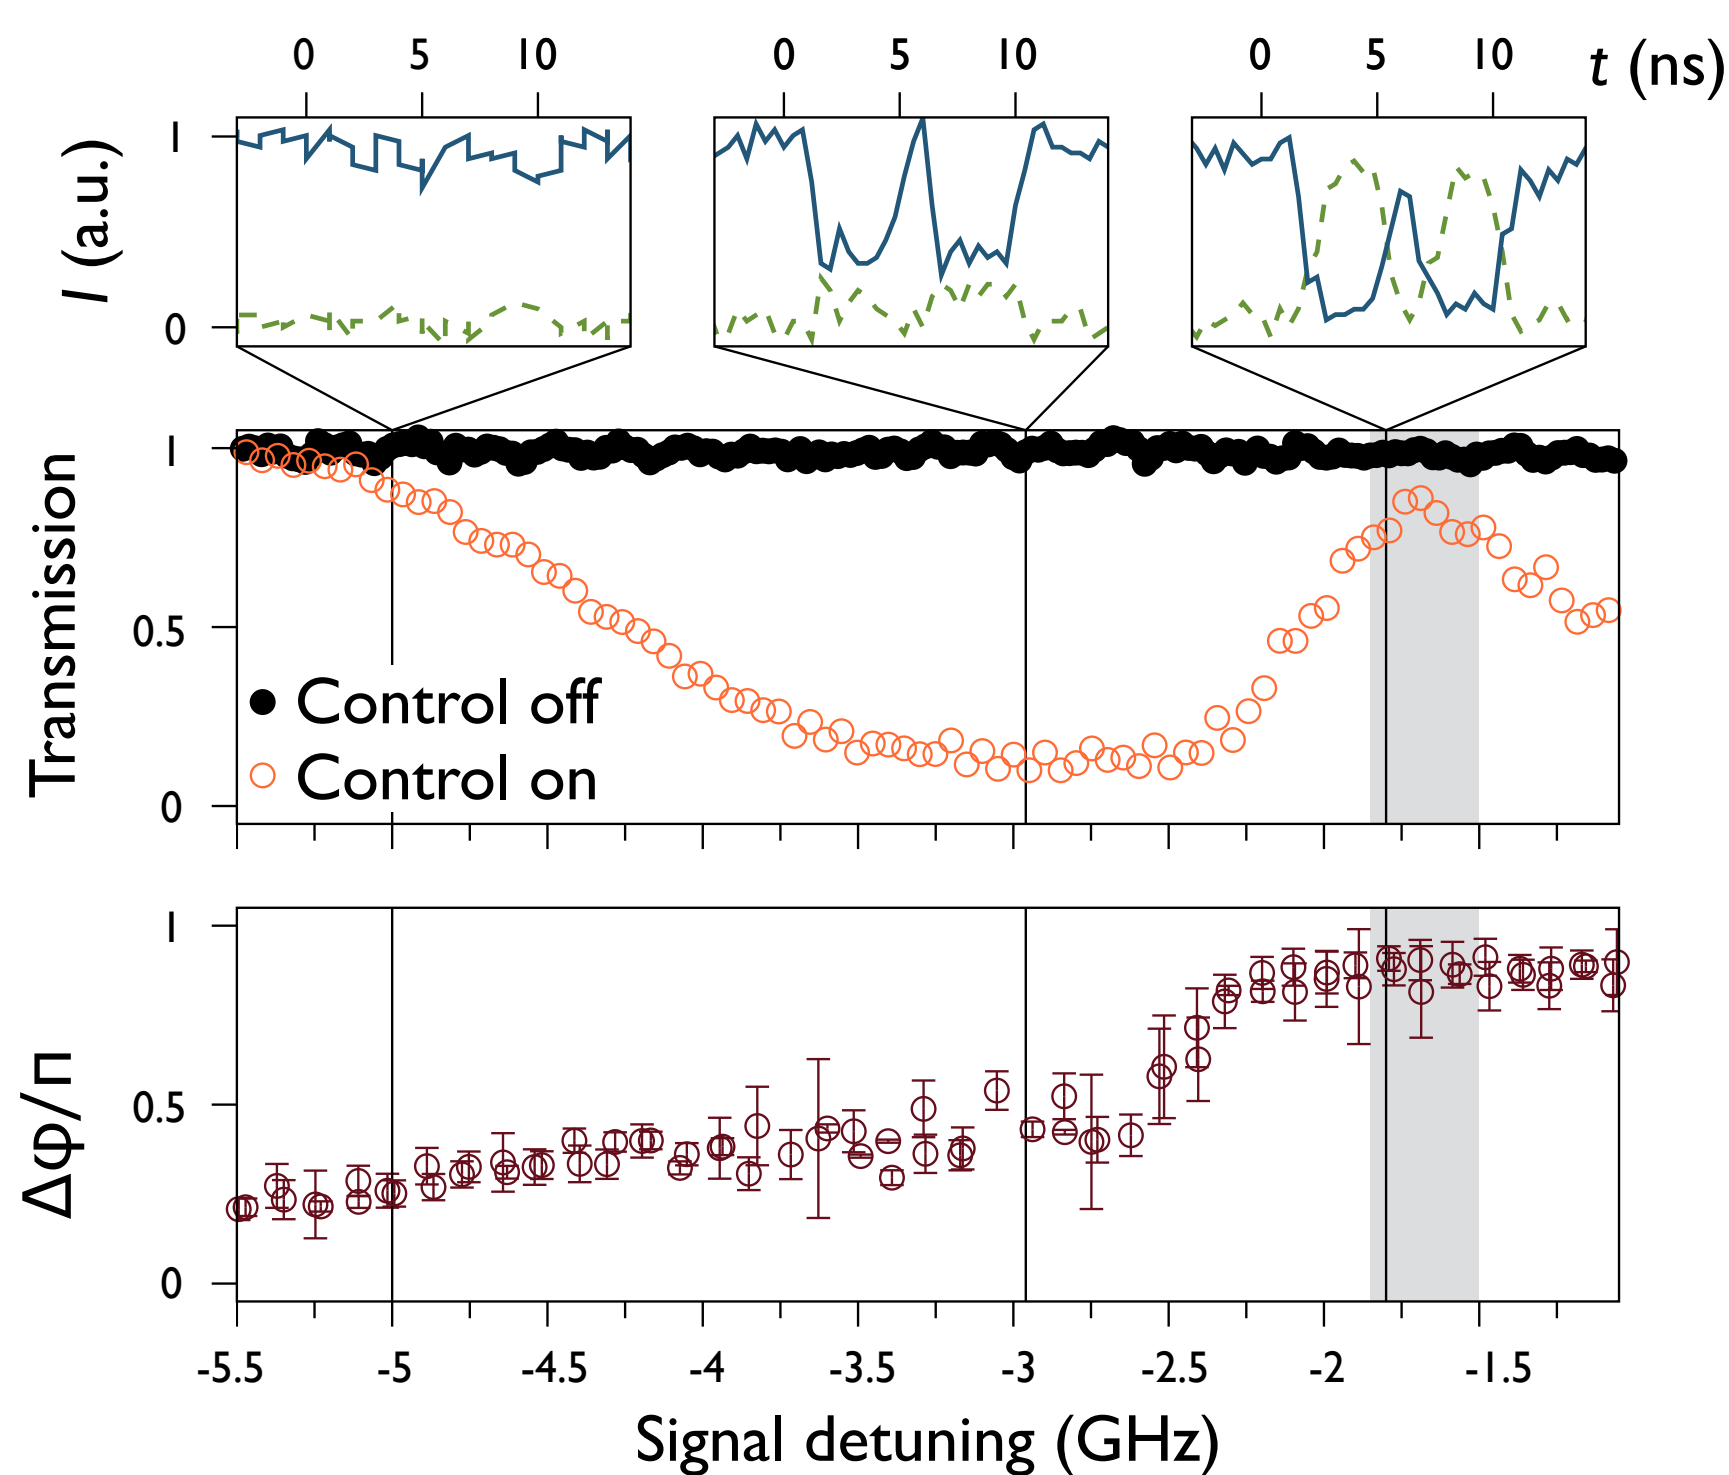 0 5 10 0 5 10 0 5 10 t (ns)
I (a.u.)
1
0
Transmission
1
0.5
0
Control off
Control on
Δφ/π
1
0.5
0
-5.5 -5 -4.5 -4 -3.5 -3 -2.5 -2 -1.5
Signal detuning (GHz)